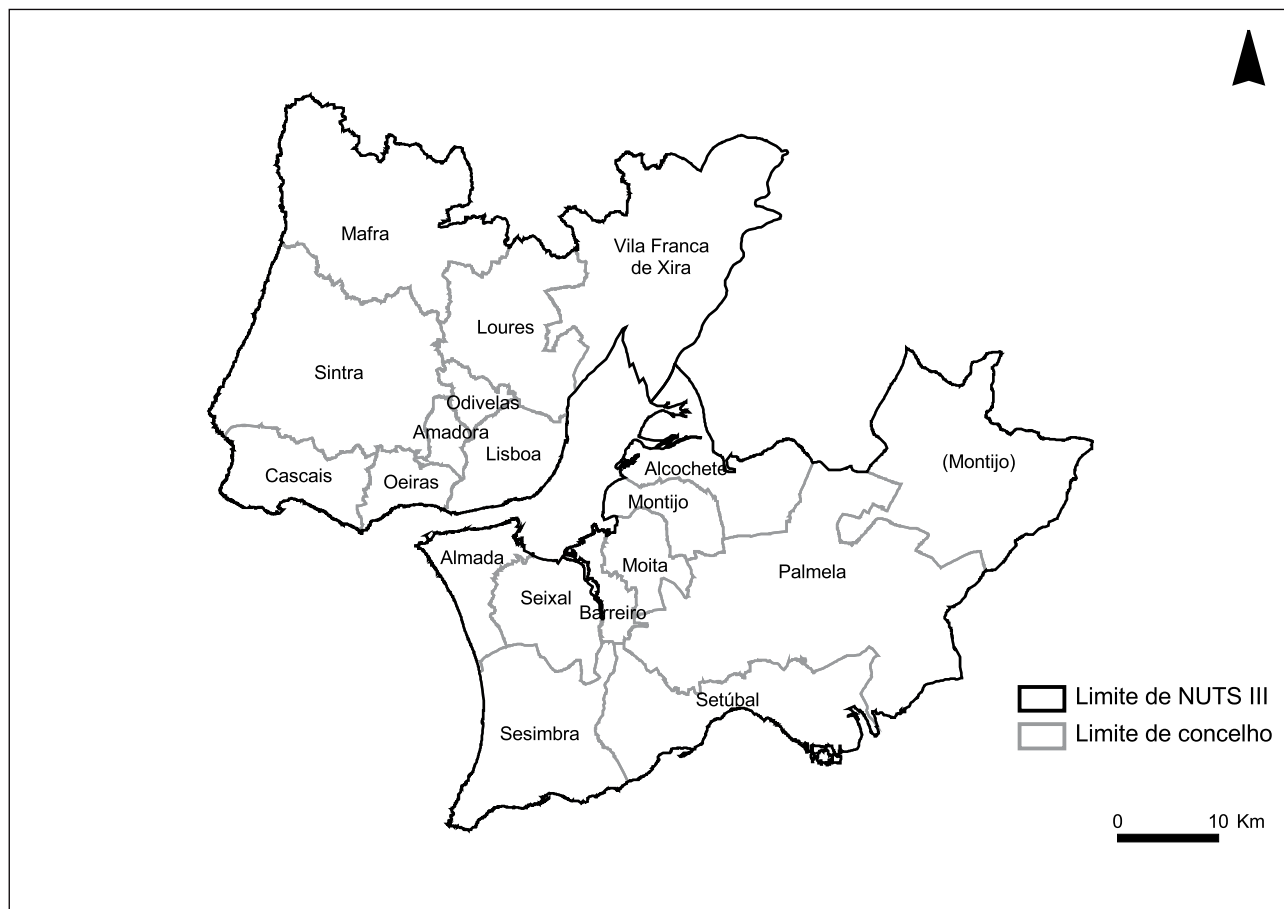 Mafra
Vila Franca
de Xira
Loures
Sintra
Odivelas
Amadora
Lisboa
Cascais
Oeiras
Alcochete
(Montijo)
Montijo
Almada
Moita
Palmela
Seixal
Barreiro
Setúbal
Sesimbra
Limite de NUTS III
Limite de concelho
0 10 Km